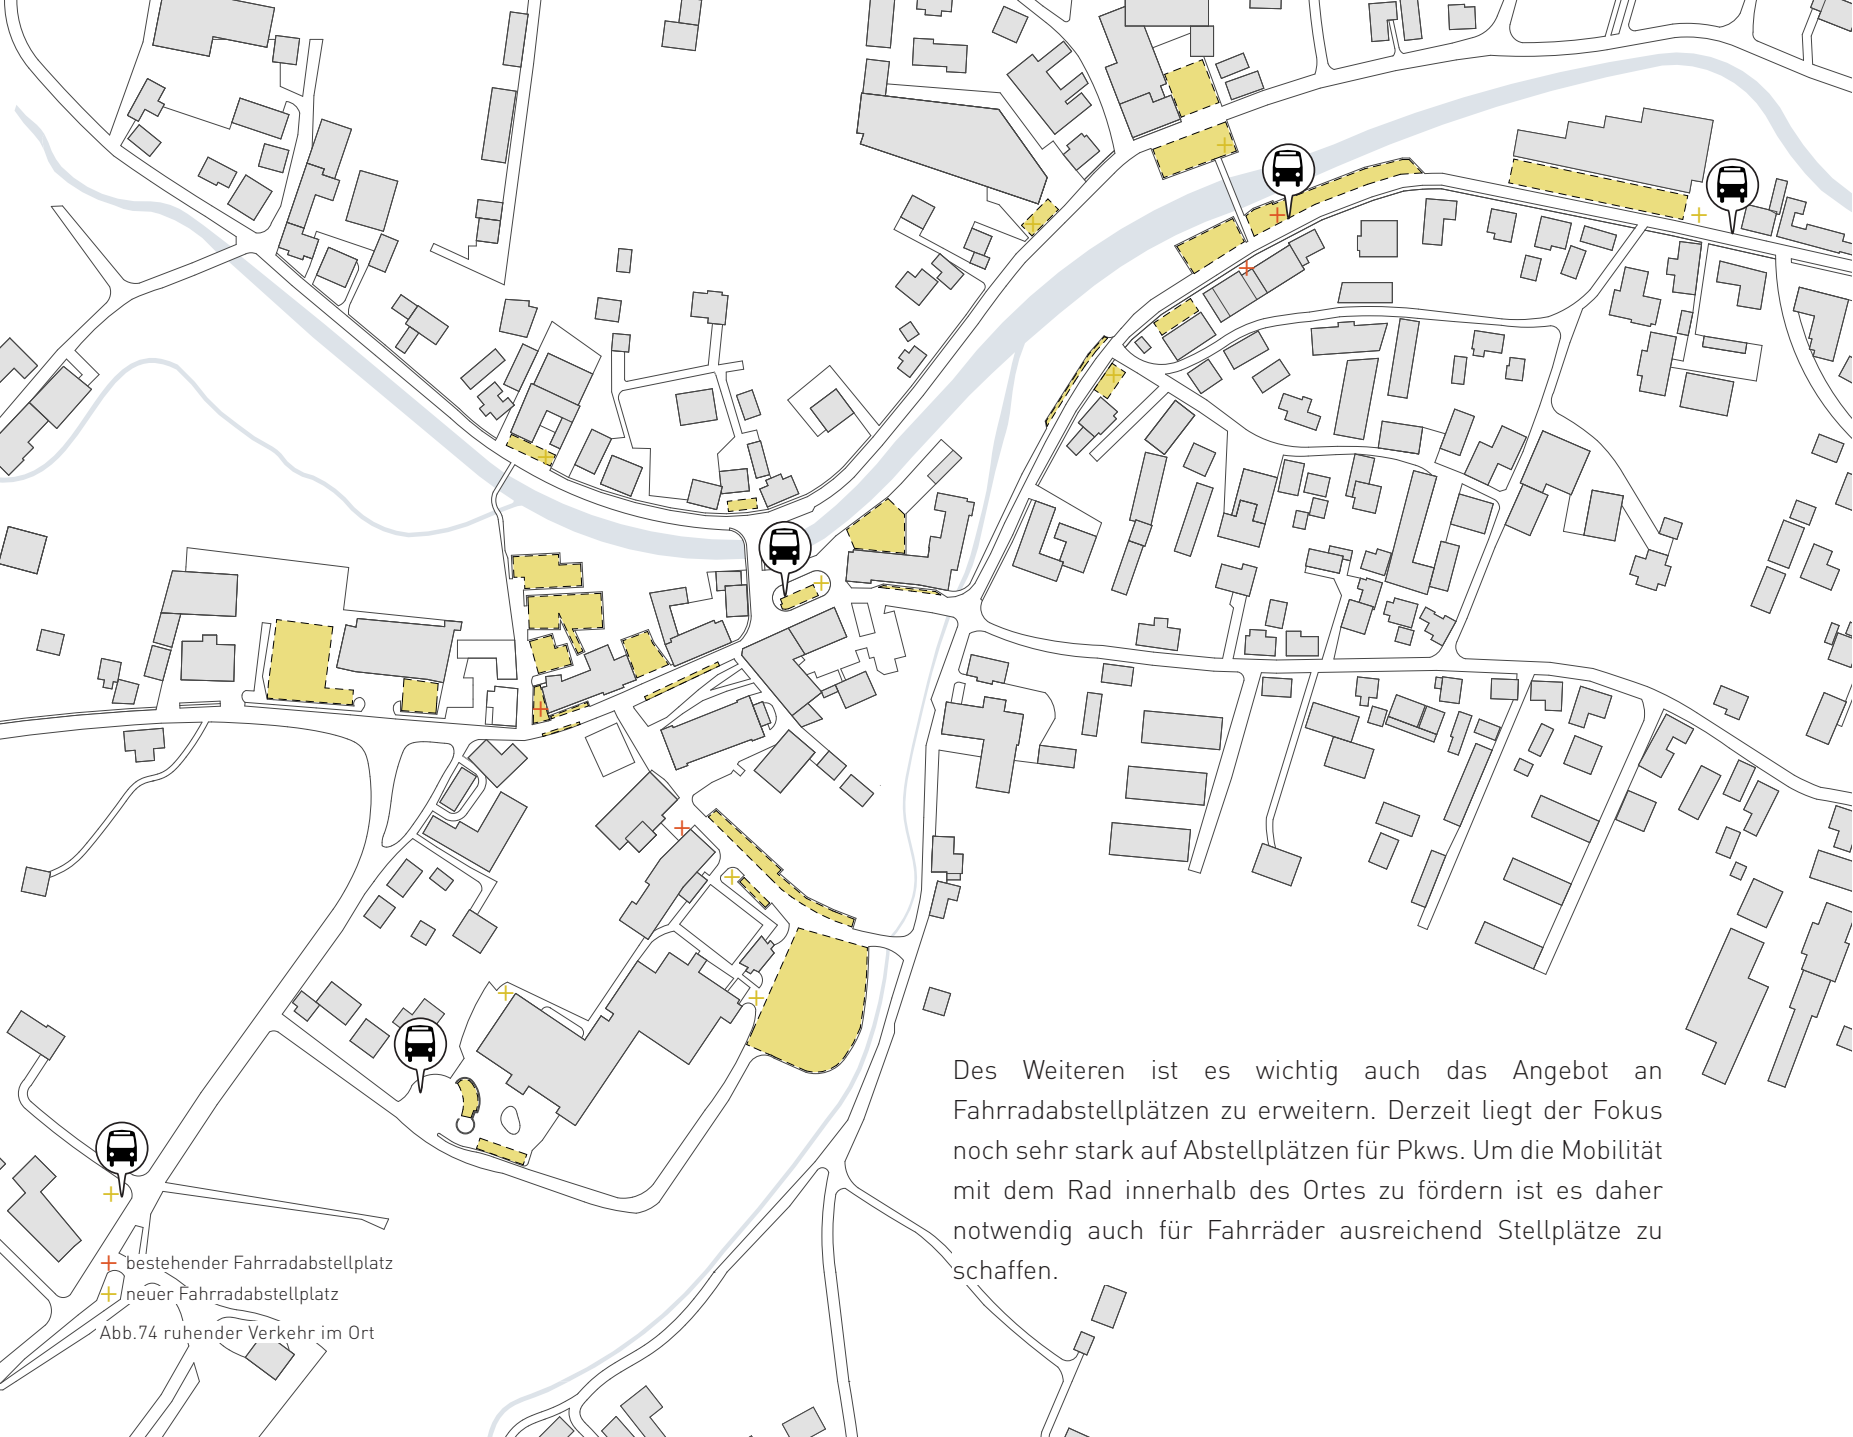 Des Weiteren ist es wichtig auch das Angebot an
Fahrradabstellplätzen zu erweitern. Derzeit liegt der Fokus
noch sehr stark auf Abstellplätzen für Pkws. Um die Mobilität
mit dem Rad innerhalb des Ortes zu fördern ist es daher
notwendig auch für Fahrräder ausreichend Stellplätze zu
schaffen.
bestehender Fahrradabstellplatz
neuer Fahrradabstellplatz
Abb.74 ruhender Verkehr im Ort